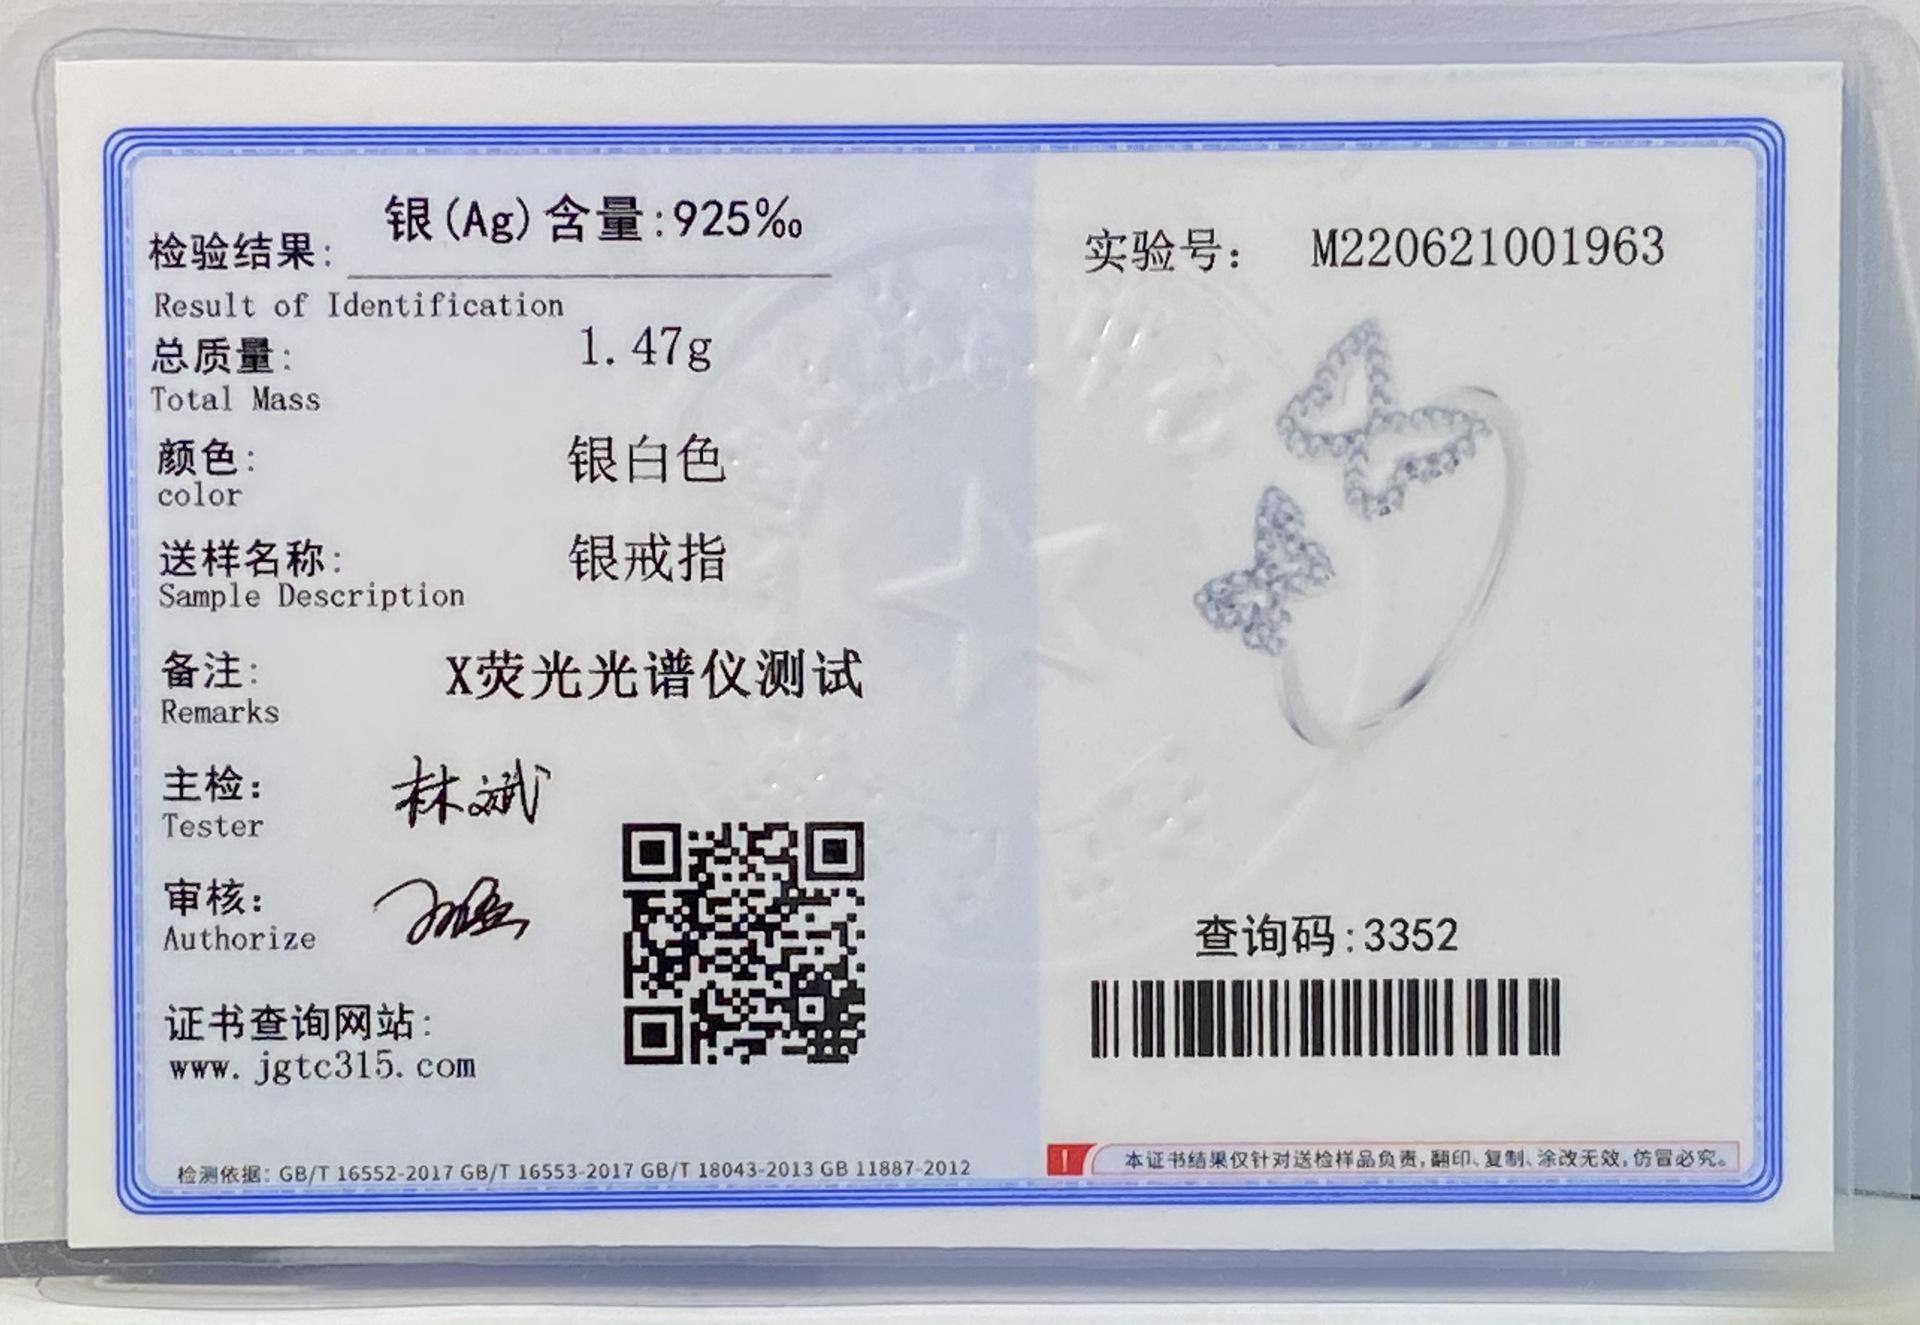 检验结果: 银(Ag)含量:925‰
Result of Identification
总质量: 1.47g
Total Mass
颜色: 银白色
color
送样名称: 银戒指
Sample Description
备注: X荧光光谱仪测试
Remarks
主检: 林斌
Tester
审核:
Authorize
证书查询网站:
www.jgtc315.com
检测依据: GB/T 16552-2017 GB/T 16553-2017 GB/T 18043-2013 GB 11887-2012
实验号: M220621001963
查询码:3352
! 本证书结果仅针对送检样品负责,翻印、复制、涂改无效,仿冒必究。